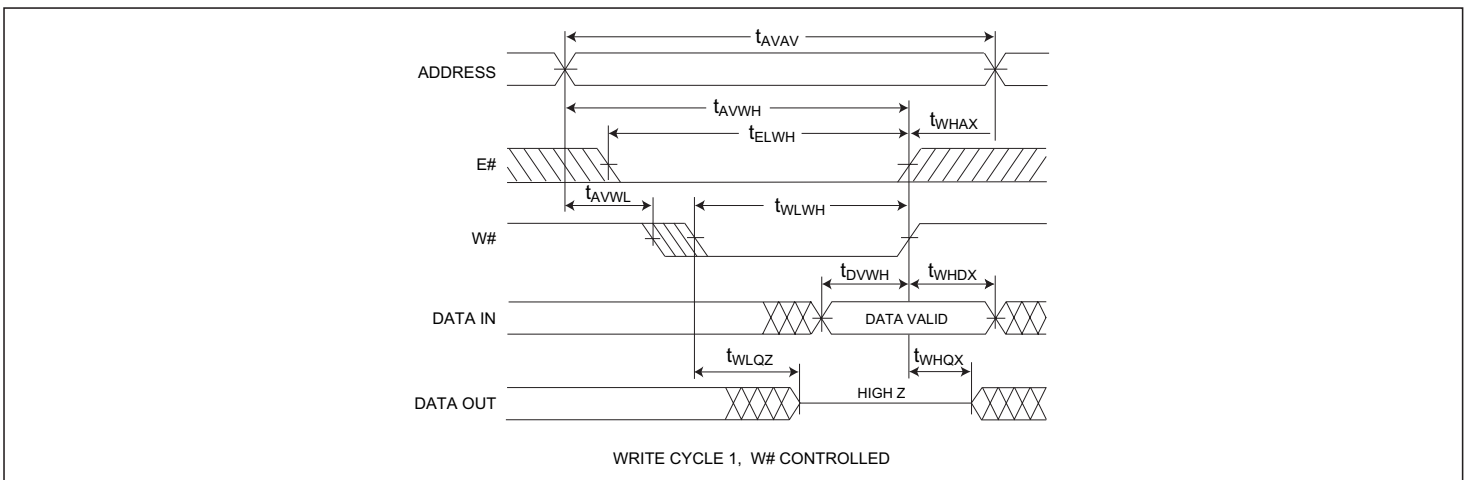 tAVAV
ADDRESS
tAVWH
tELWH
tWHAX
E#
tAVWL
tWLWH
W#
tDVWH
tWHDX
DATA IN
DATA VALID
tWLQZ
tWHQX
DATA OUT
HIGH Z
WRITE CYCLE 1, W# CONTROLLED